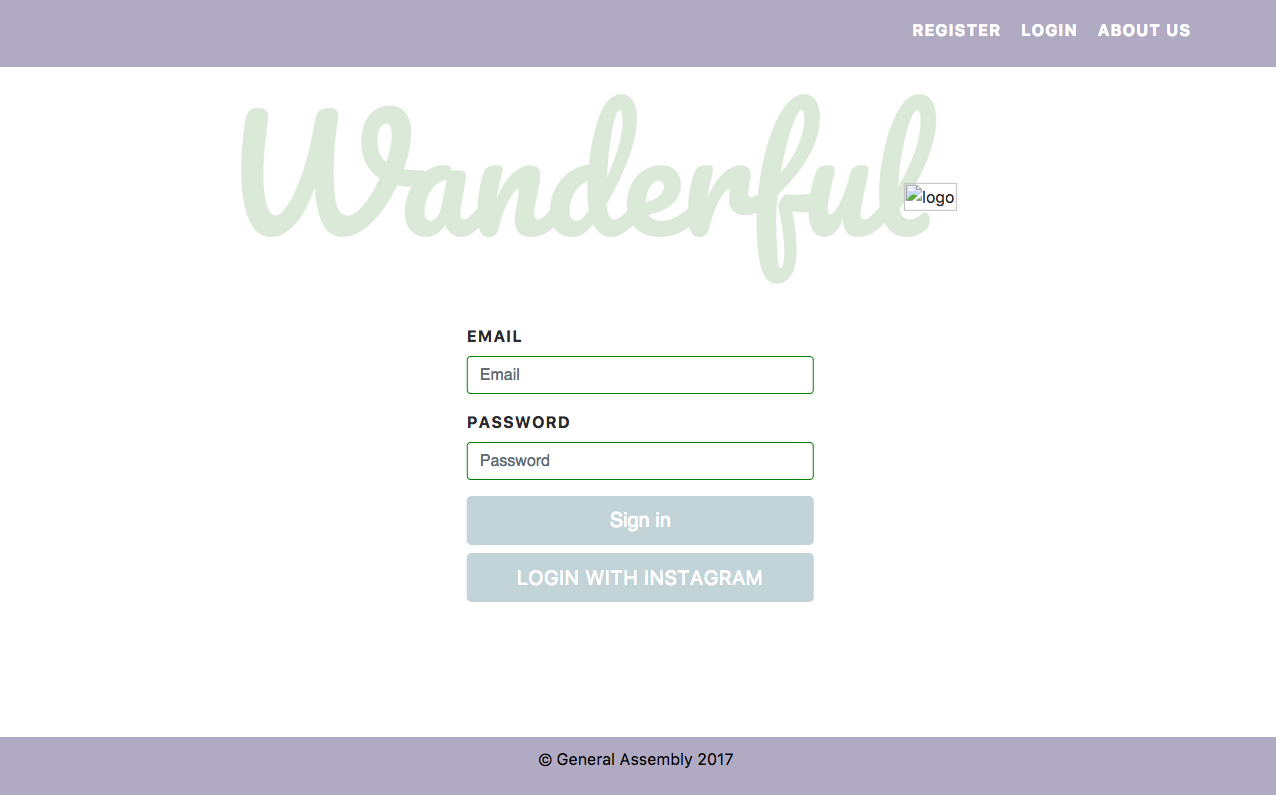 REGISTER LOGIN ABOUT US
Wanderful
logo
EMAIL
Email
PASSWORD
Password
Sign in
LOGIN WITH INSTAGRAM
© General Assembly 2017